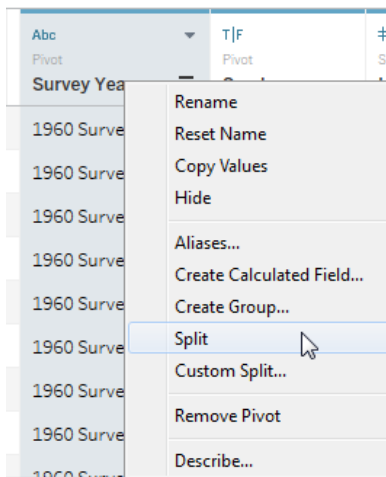 Abc T|F #
Pivot Pivot S
Survey Yea
Rename
1960 Surve
Reset Name
1960 Surve
Copy Values
1960 Surve
Hide
1960 Surve
Aliases...
Create Calculated Field...
1960 Surve
Create Group...
1960 Surve
Split
1960 Surve
Custom Split...
1960 Surve
Remove Pivot
1960 Surve
Describe...